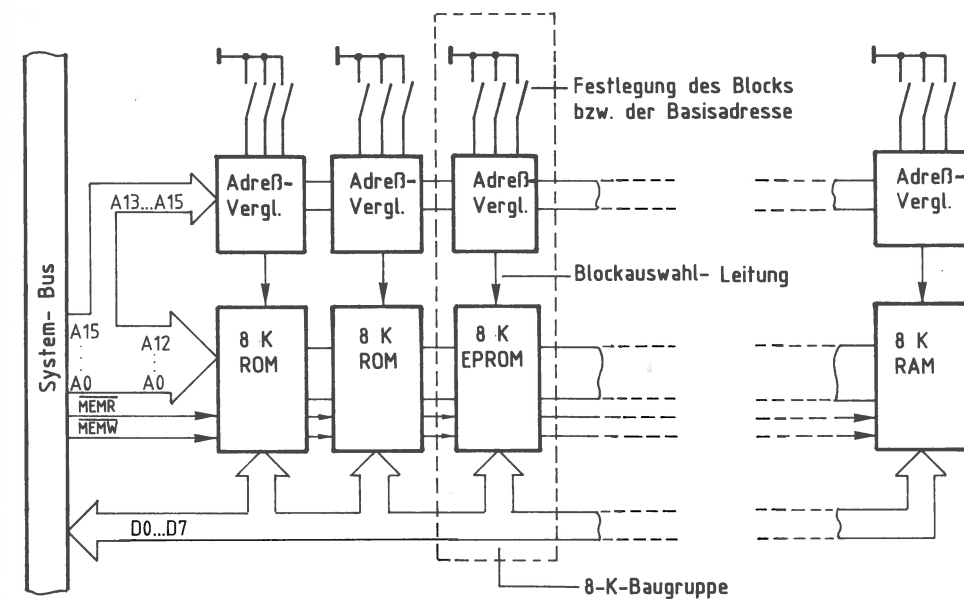 Festlegung des Blocks
bzw. der Basisadresse
Adreß-
Vergl.
Adreß-
Vergl.
Adreß-
Vergl.
Adreß-
Vergl.
A13...A15
Blockauswahl- Leitung
System- Bus
A15
A0
A12
A0
MEMR
MEMW
8 K
ROM
8 K
ROM
8 K
EPROM
8 K
RAM
D0...D7
8-K-Baugruppe